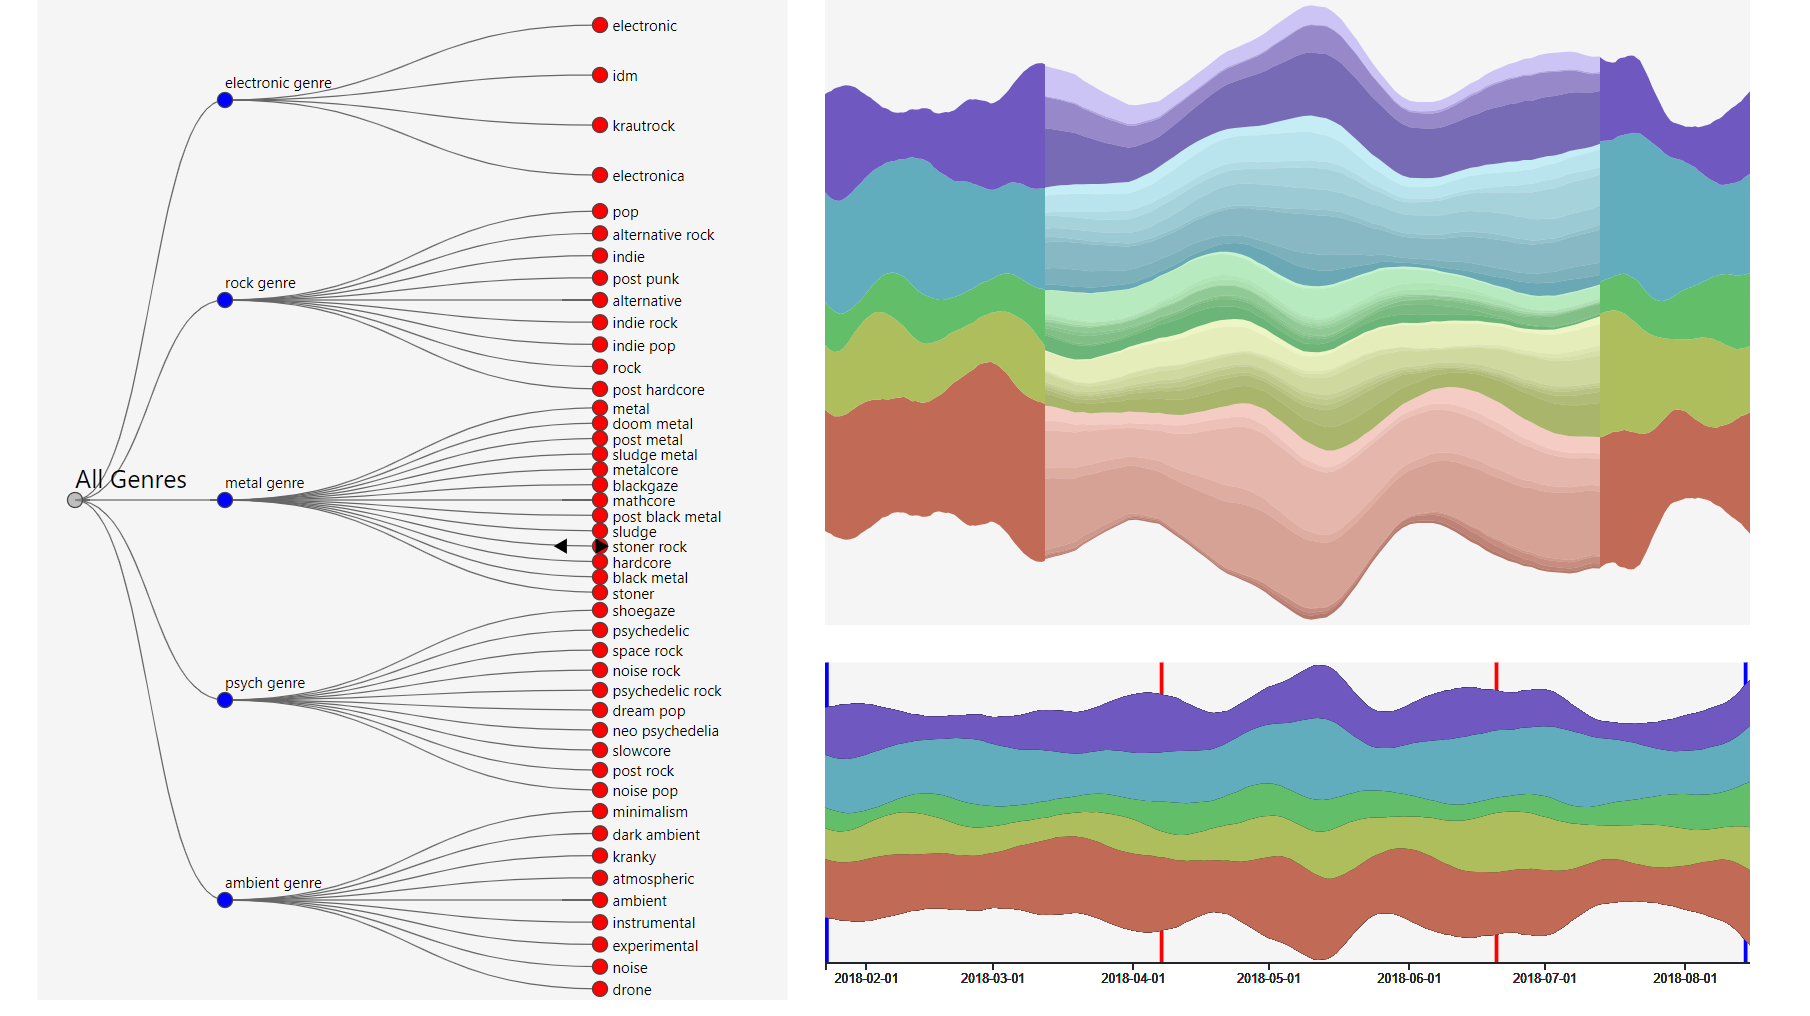 All Genres
electronic genre
electronic
idm
krautrock
electronica
rock genre
pop
alternative rock
indie
post punk
alternative
indie rock
indie pop
rock
post hardcore
metal genre
metal
doom metal
post metal
sludge metal
metalcore
blackgaze
mathcore
post black metal
sludge
stoner rock
hardcore
black metal
stoner
psych genre
shoegaze
psychedelic
space rock
noise rock
psychedelic rock
dream pop
neo psychedelia
slowcore
post rock
noise pop
ambient genre
minimalism
dark ambient
kranky
atmospheric
ambient
instrumental
experimental
noise
drone
2018-02-01
2018-03-01
2018-04-01
2018-05-01
2018-06-01
2018-07-01
2018-08-01